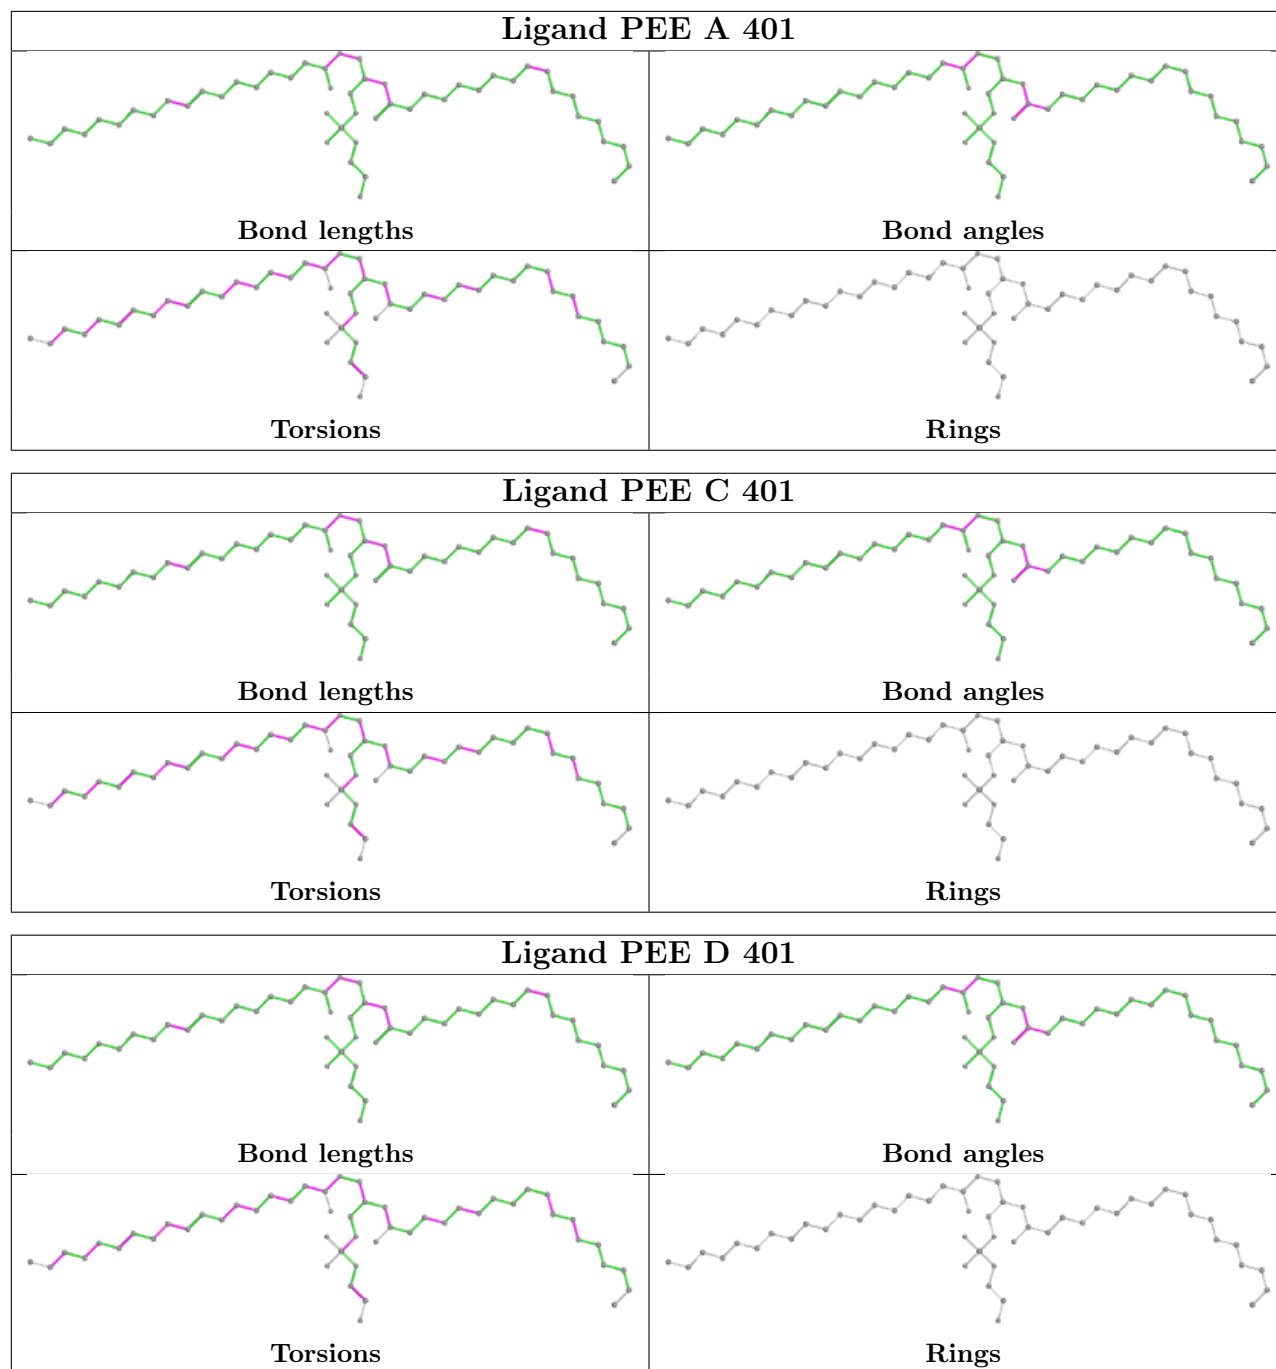 Ligand PEE A 401
Bond lengths
Bond angles
Torsions
Rings
Ligand PEE C 401
Bond lengths
Bond angles
Torsions
Rings
Ligand PEE D 401
Bond lengths
Bond angles
Torsions
Rings